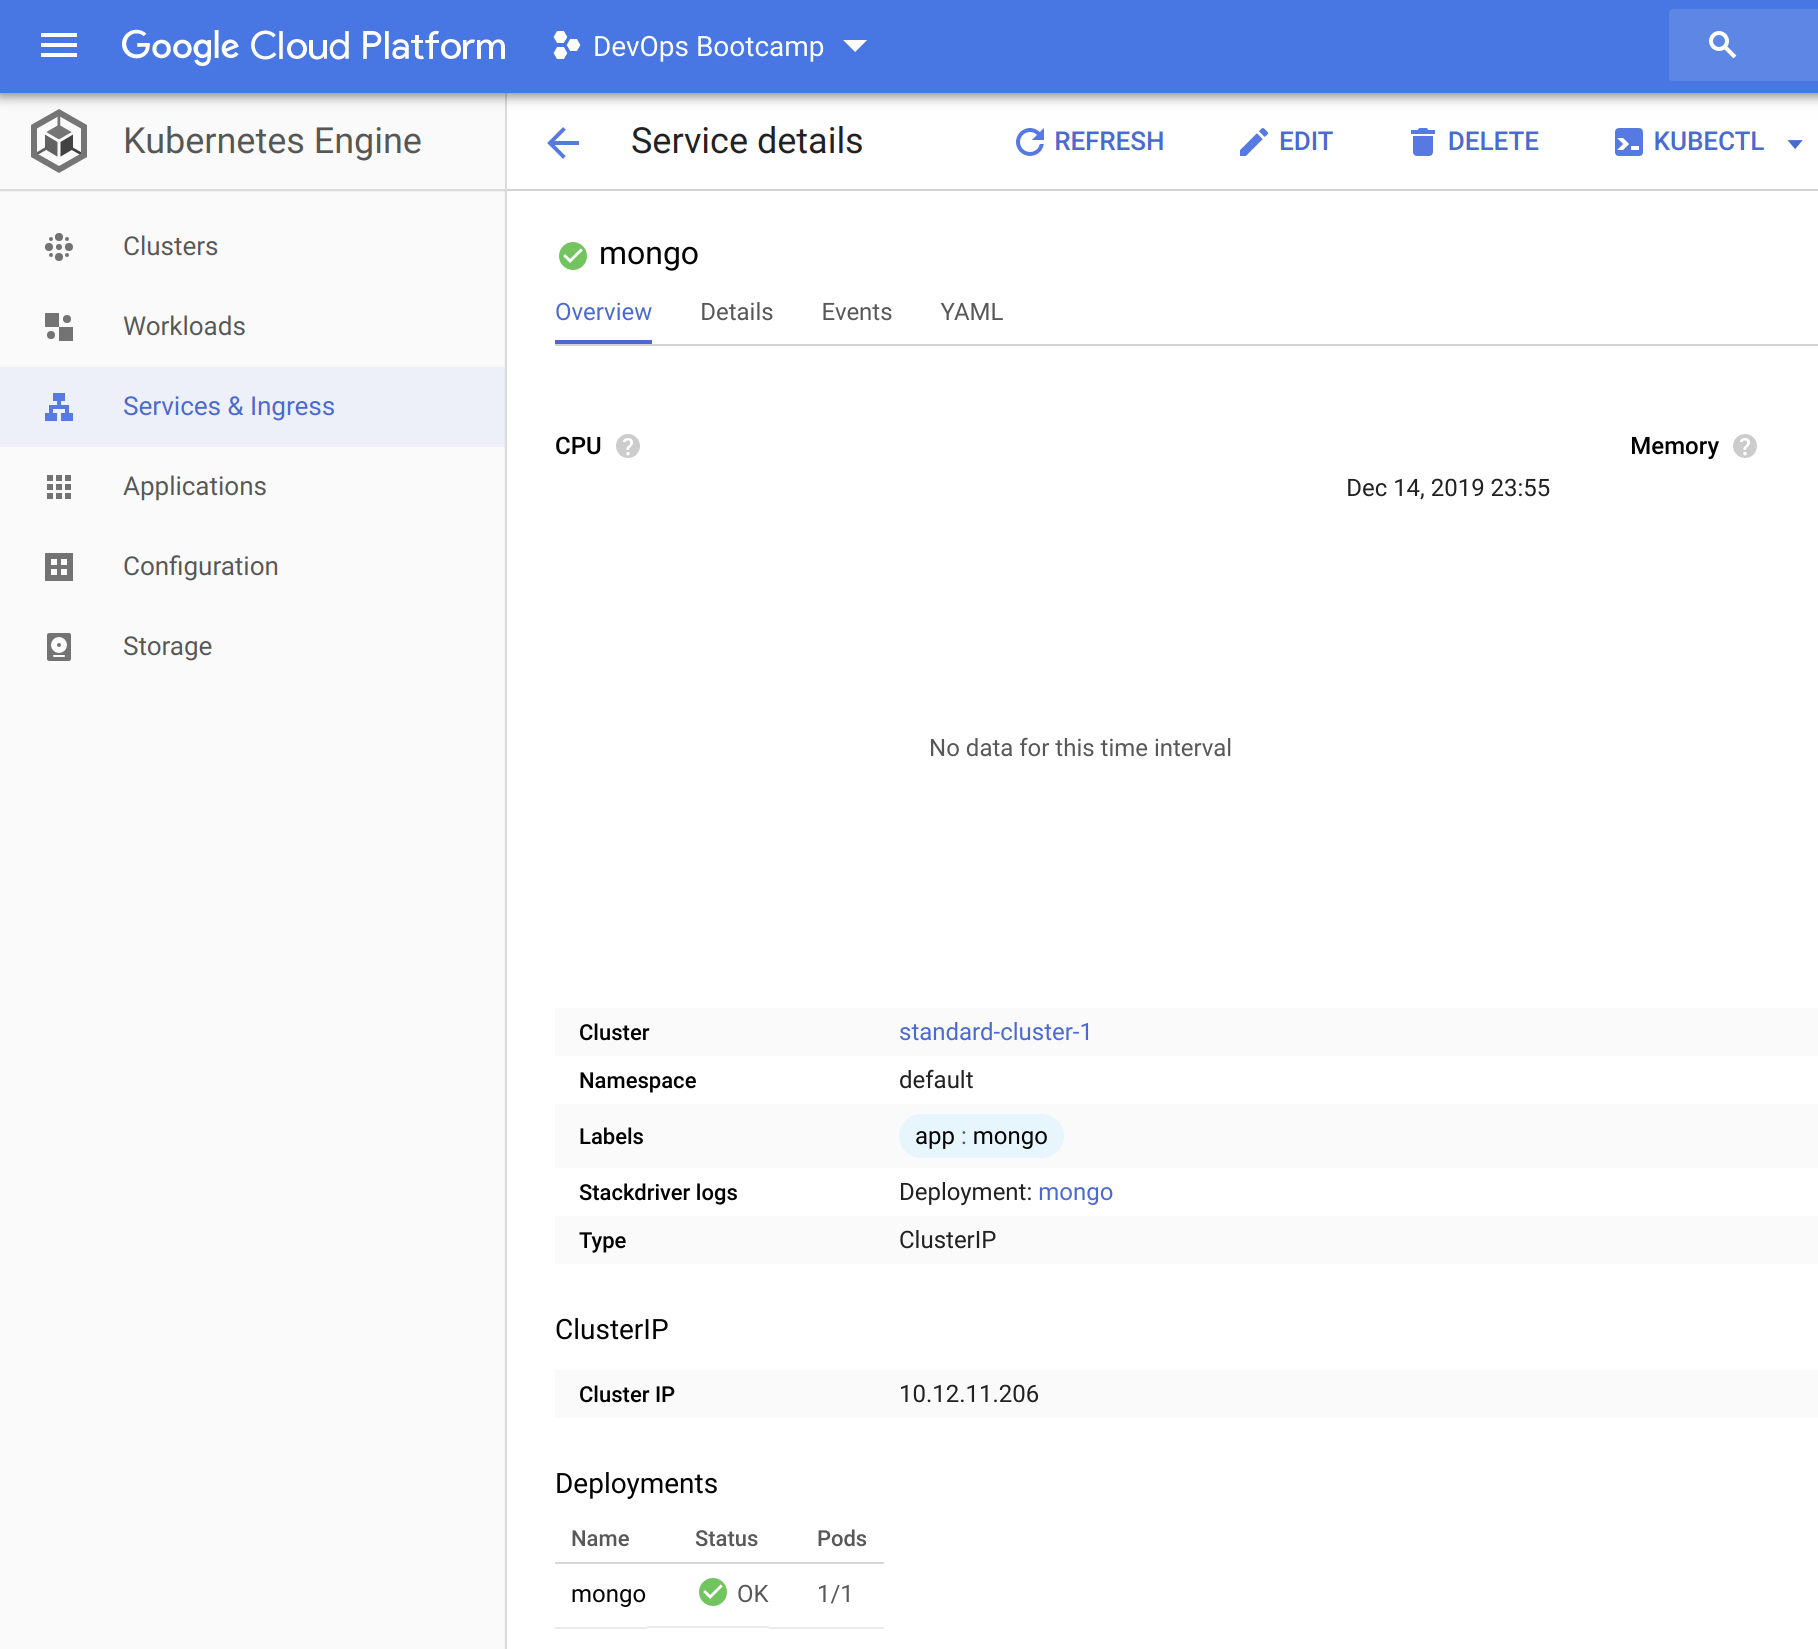 Google Cloud Platform DevOps Bootcamp
Kubernetes Engine
Service details REFRESH EDIT DELETE KUBECTL
Clusters
Workloads
Services & Ingress
Applications
Configuration
Storage
mongo
Overview Details Events YAML
CPU ? Memory ?
Dec 14, 2019 23:55
No data for this time interval
Cluster standard-cluster-1
Namespace default
Labels app : mongo
Stackdriver logs Deployment: mongo
Type ClusterIP
ClusterIP
Cluster IP 10.12.11.206
Deployments
Name Status Pods
mongo OK 1/1